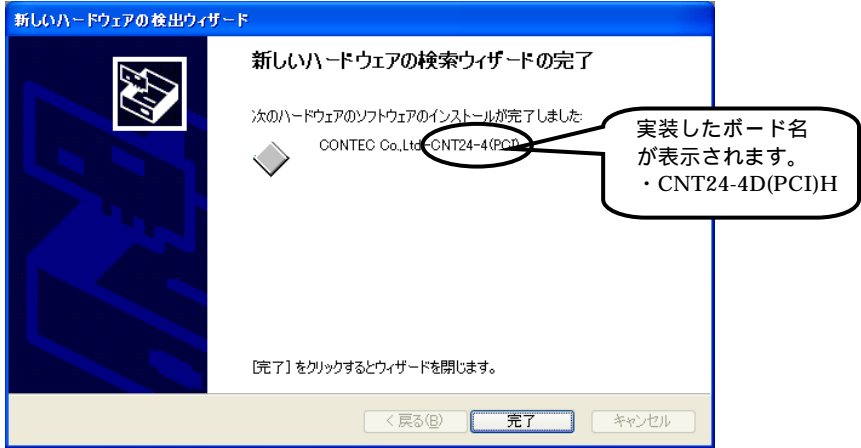 新しいハードウェアの検出ウィザード
新しいハードウェアの検索ウィザードの完了
次のハードウェアのソフトウェアのインストールが完了しました:
CONTEC Co.,Ltd.-CNT24-4(PCI)
実装したボード名
が表示されます。
・CNT24-4D(PCI)H
[完了] をクリックするとウィザードを閉じます。
< 戻る(B)
完了
キャンセル